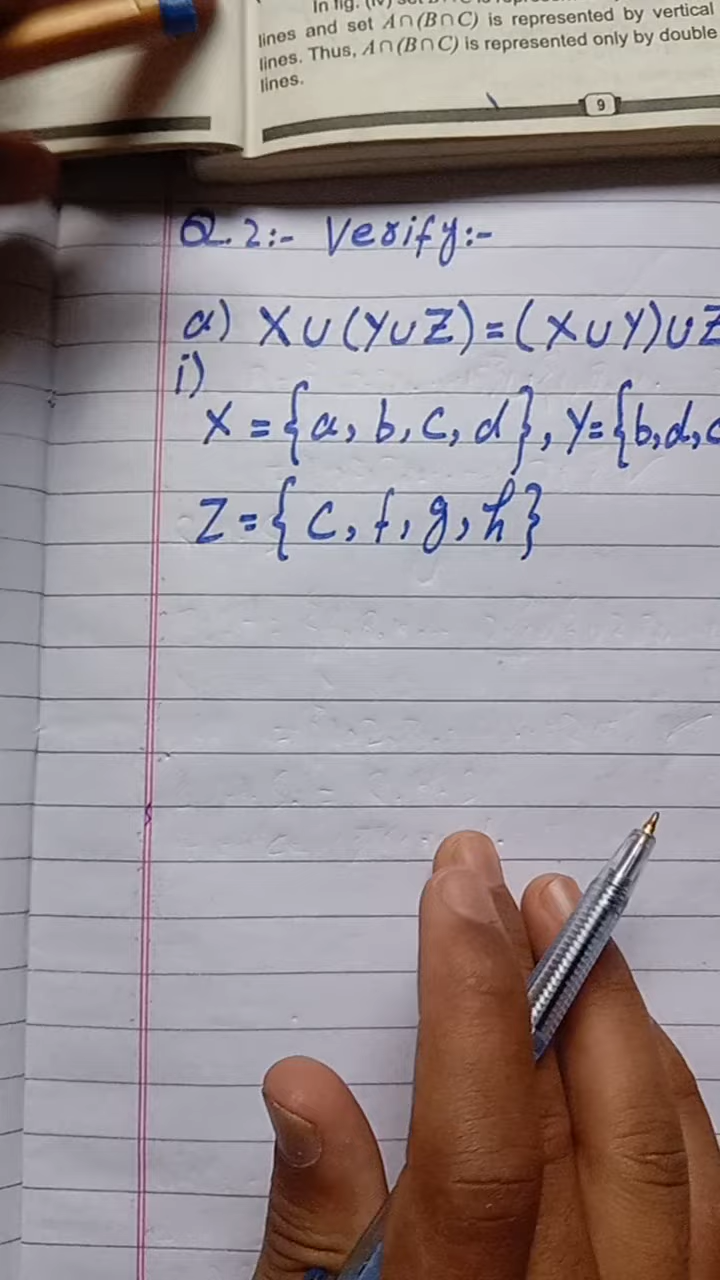 In fig. (iv) set
lines and set A∩(B∩C) is represented by vertical
lines. Thus, A∩(B∩C) is represented only by double
lines.
9
Q.2:- Verify:-
a) X∪(Y∪Z)=(X∪Y)∪Z
i)
X={a,b,c,d}, Y={b,d,c
Z={c,f,g,h}